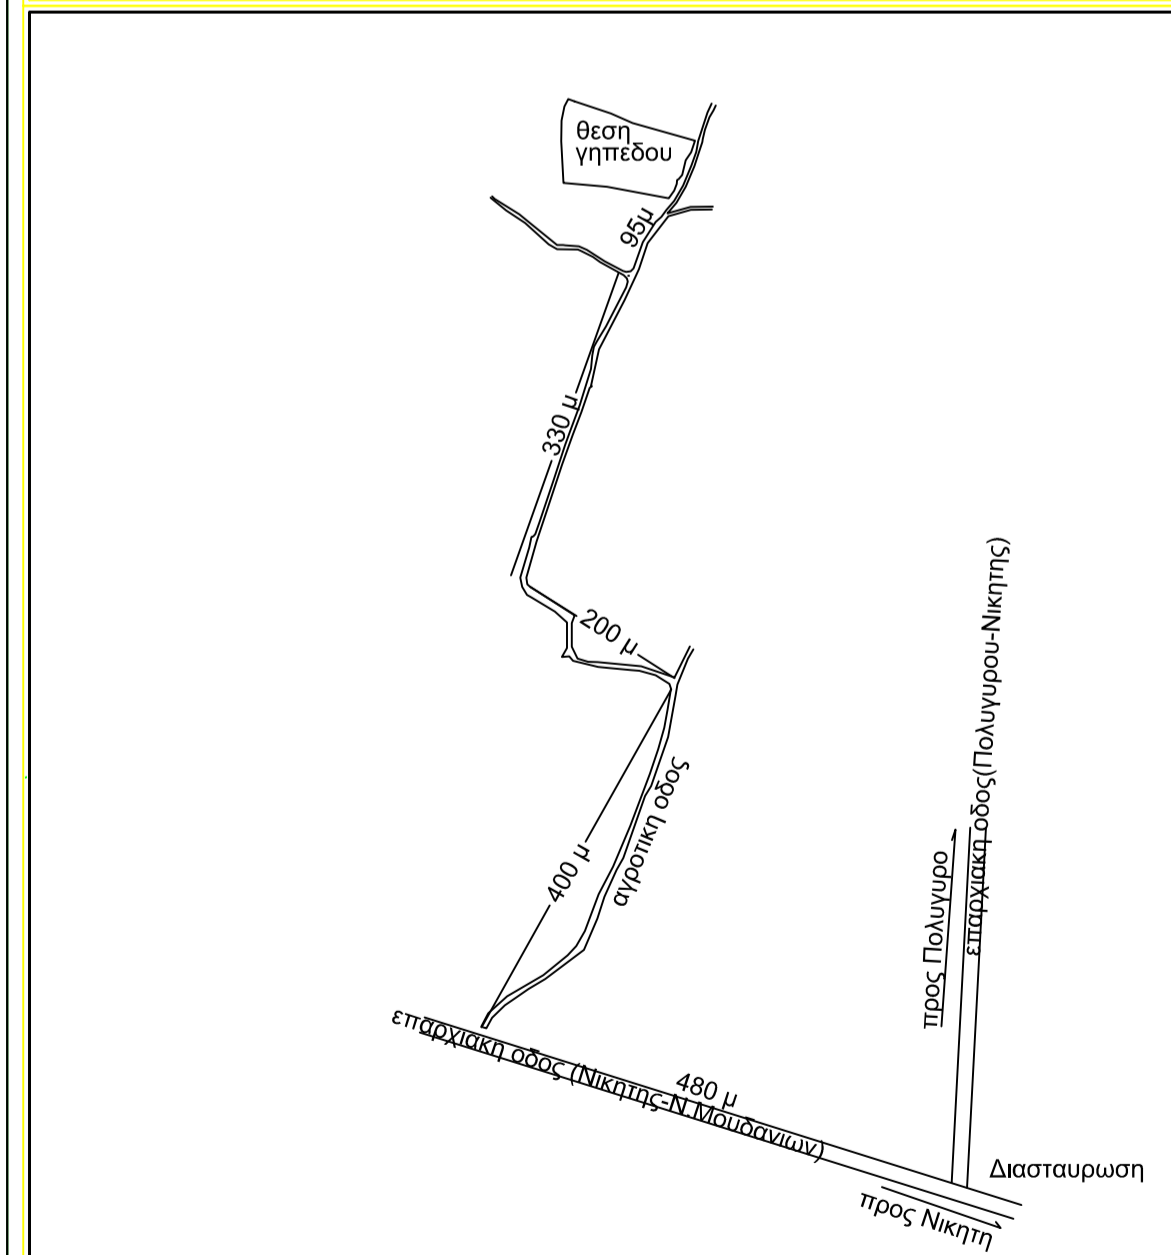 θεση
γηπεδου
95μ
330 μ
200 μ
400 μ
αγροτικη οδος
επαρχιακη οδος(Πολυγυρου-Νικητης)
προς Πολυγυρο
επαρχιακη οδος (Νικητης-Ν.Μουδανιων)
480 μ
Διασταυρωση
προς Νικητη